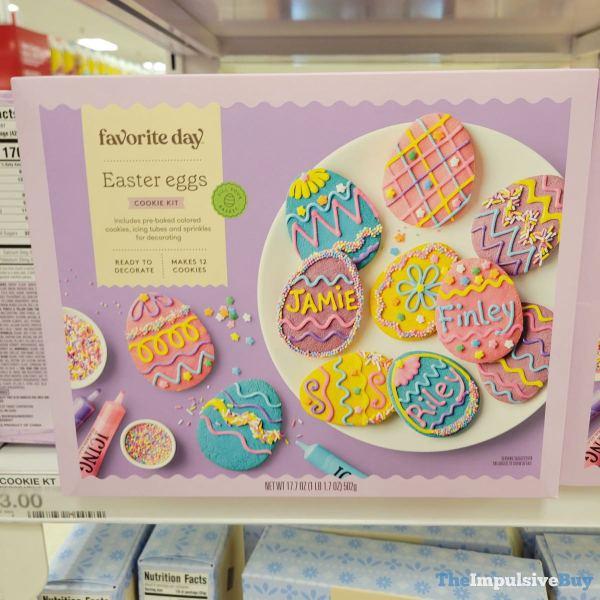 favorite day
Easter eggs
COOKIE KIT
Includes pre-baked colored
cookies, icing tubes and sprinkles
for decorating
READY TO
DECORATE
MAKES 12
COOKIES
JAMIE
Finley
Riley
ICING
NET WT 17.7 OZ (1 LB 1.7 OZ) 502g
COOKIE KT
3.00
Nutrition Facts
Nutrition Facts
TheImpulsiveBuy